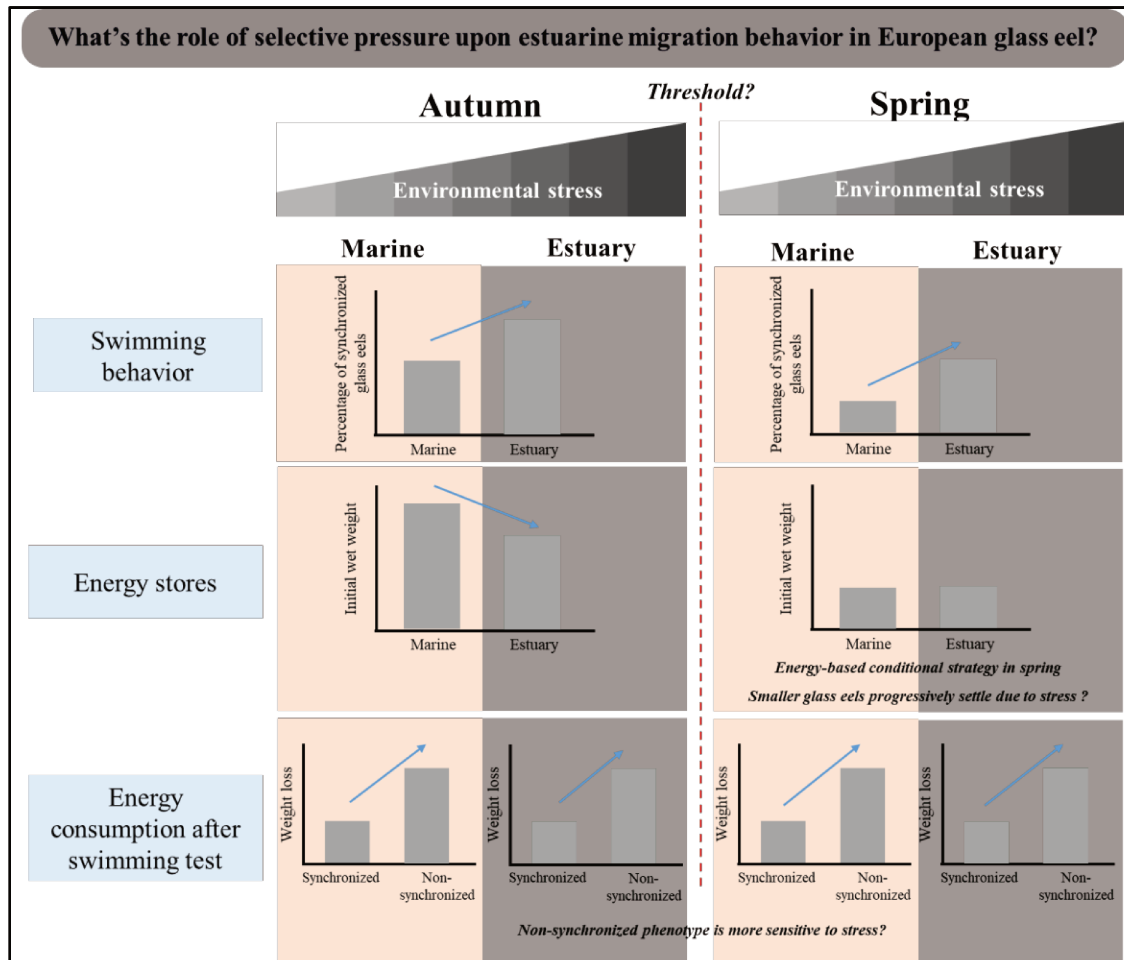 What's the role of selective pressure upon estuarine migration behavior in European glass eel?
Threshold?
Autumn
Spring
Environmental stress
Environmental stress
Marine
Estuary
Marine
Estuary
Swimming
behavior
Percentage of synchronized
glass eels
Marine
Estuary
Percentage of synchronized
glass eels
Marine
Estuary
Energy stores
Initial wet weight
Marine
Estuary
Initial wet weight
Marine
Estuary
Energy-based conditional strategy in spring
Smaller glass eels progressively settle due to stress ?
Energy
consumption after
swimming test
Weight loss
Synchronized
Non-
synchronized
Weight loss
Synchronized
Non-
synchronized
Weight loss
Synchronized
Non-
synchronized
Weight loss
Synchronized
Non-
synchronized
Non-synchronized phenotype is more sensitive to stress?